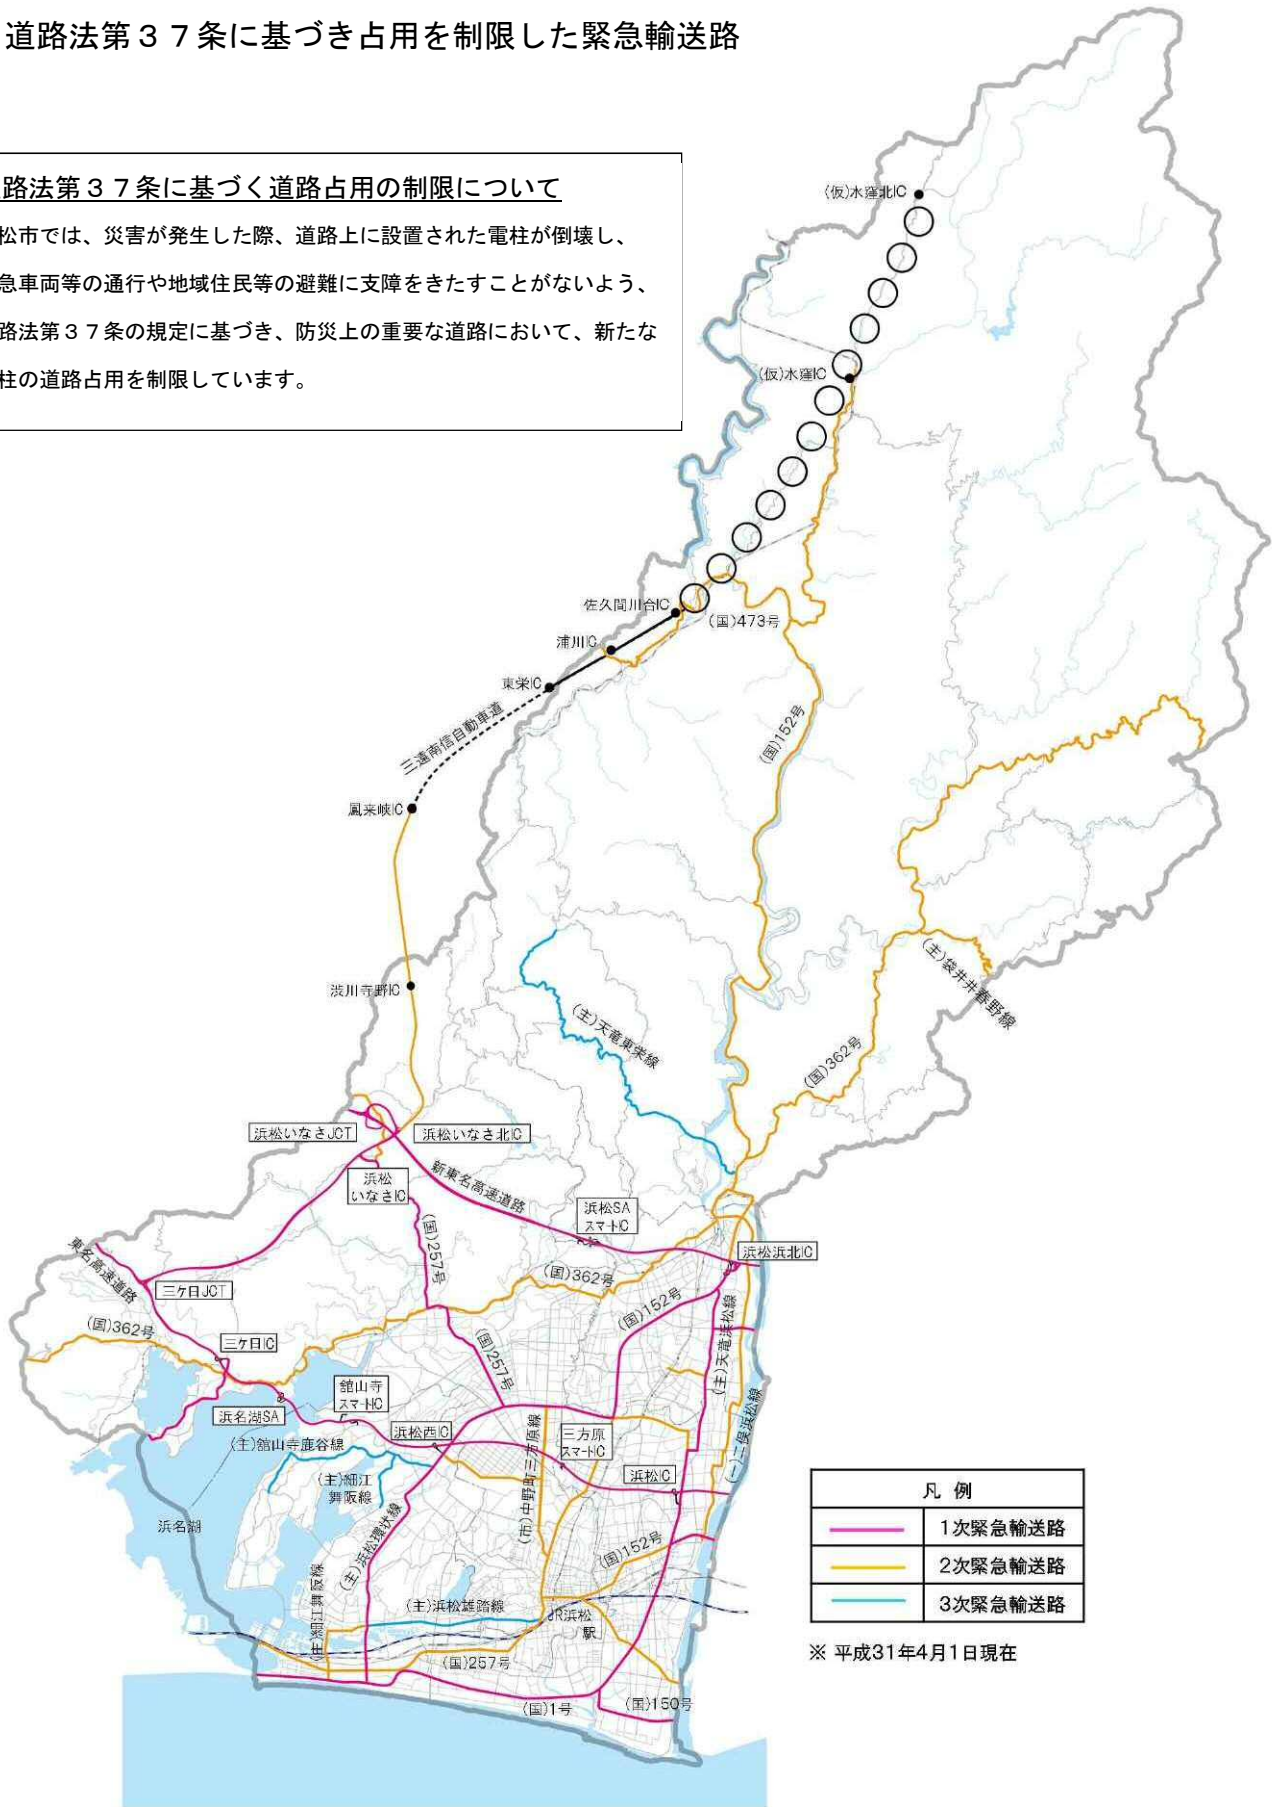 道路法第３７条に基づき占用を制限した緊急輸送路
路法第３７条に基づく道路占用の制限について
松市では、災害が発生した際、道路上に設置された電柱が倒壊し、
急車両等の通行や地域住民等の避難に支障をきたすことがないよう、
路法第３７条の規定に基づき、防災上の重要な道路において、新たな
柱の道路占用を制限しています。
(仮)水窪北IC
(仮)水窪IC
佐久間川合IC
(国)473号
浦川IC
東栄IC
三遠南信自動車道
(国)152号
鳳来峡IC
渋川寺野IC
(主)袋井春野線
(主)天竜東栄線
(国)362号
浜松いなさJCT
浜松いなさ北IC
浜松
いなさIC
新東名高速道路
浜松SA
スマートIC
(国)257号
浜松浜北IC
東名高速道路
三ケ日JCT
(国)362号
(国)152号
(国)362号
三ケ日IC
(国)257号
(主)天竜浜松線
舘山寺
スマートIC
浜名湖SA
浜松西IC
三方原
スマートIC
(主)舘山寺鹿谷線
(市)中野町三方原線
(一)二俣浜松線
浜松IC
(主)細江
舞阪線
浜名湖
(主)浜松環状線
(国)152号
(主)細江舞阪線
(主)浜松雄踏線
JR浜松
駅
(国)257号
(国)1号
(国)150号
凡 例
1次緊急輸送路
2次緊急輸送路
3次緊急輸送路
※ 平成31年4月1日現在